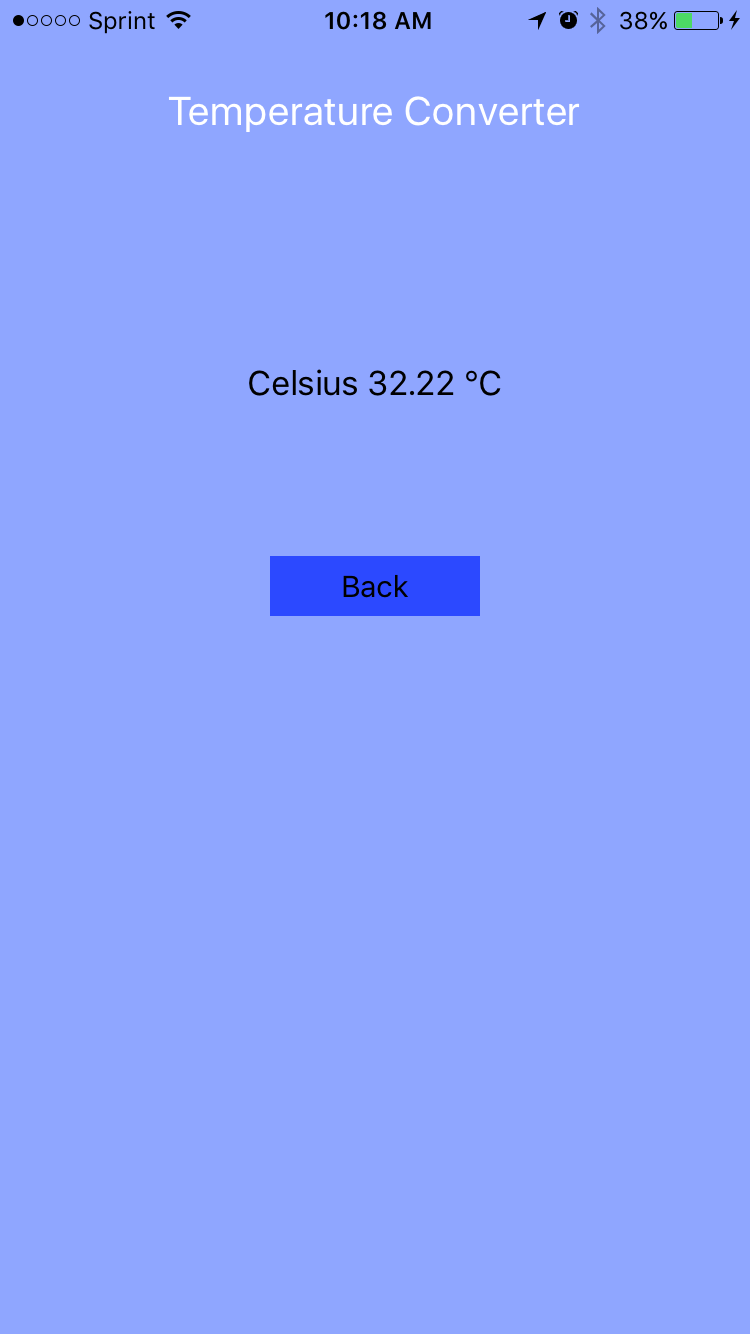 Sprint 10:18 AM 38%
Temperature Converter
Celsius 32.22 °C
Back